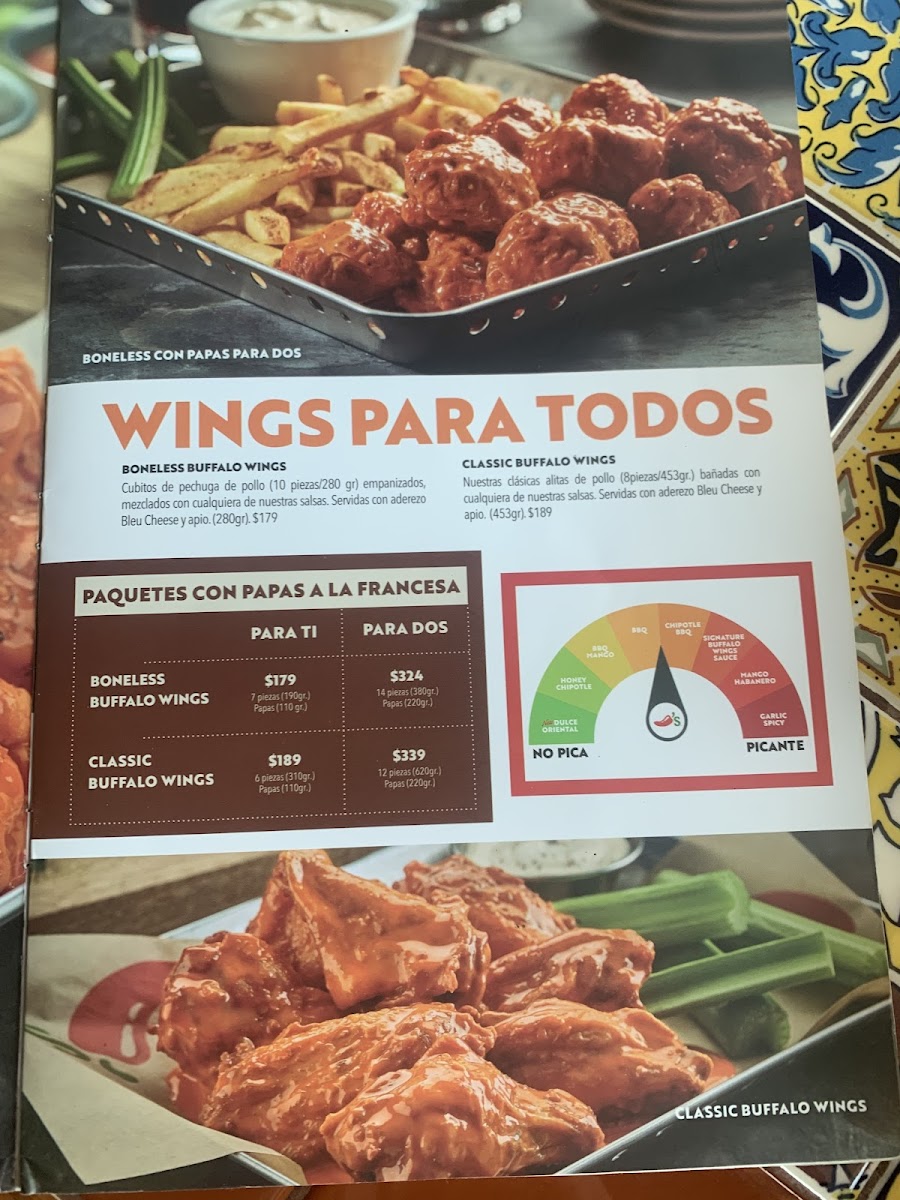 BONELESS CON PAPAS PARA DOS
WINGS PARA TODOS
BONELESS BUFFALO WINGS
Cubitos de pechuga de pollo (10 piezas/280 gr) empanizados,
mezclados con cualquiera de nuestras salsas. Servidas con aderezo
Bleu Cheese y apio. (280gr). $179
CLASSIC BUFFALO WINGS
Nuestras clásicas alitas de pollo (8piezas/453gr.) bañadas con
cualquiera de nuestras salsas. Servidas con aderezo Bleu Cheese y
apio. (453gr). $189
PAQUETES CON PAPAS A LA FRANCESA
PARA TI
PARA DOS
BONELESS
BUFFALO WINGS
$179
7 piezas (190gr.)
Papas (110 gr.)
$324
14 piezas (380gr.)
Papas (220gr.)
CLASSIC
BUFFALO WINGS
$189
6 piezas (310gr.)
Papas (110gr.)
$339
12 piezas (620gr.)
Papas (220gr.)
DULCE
ORIENTAL
HONEY
CHIPOTLE
BBQ
MANGO
BBQ
CHIPOTLE
BBQ
SIGNATURE
BUFFALO
WINGS
SAUCE
MANGO
HABANERO
GARLIC
SPICY
'S
NO PICA
PICANTE
CLASSIC BUFFALO WINGS